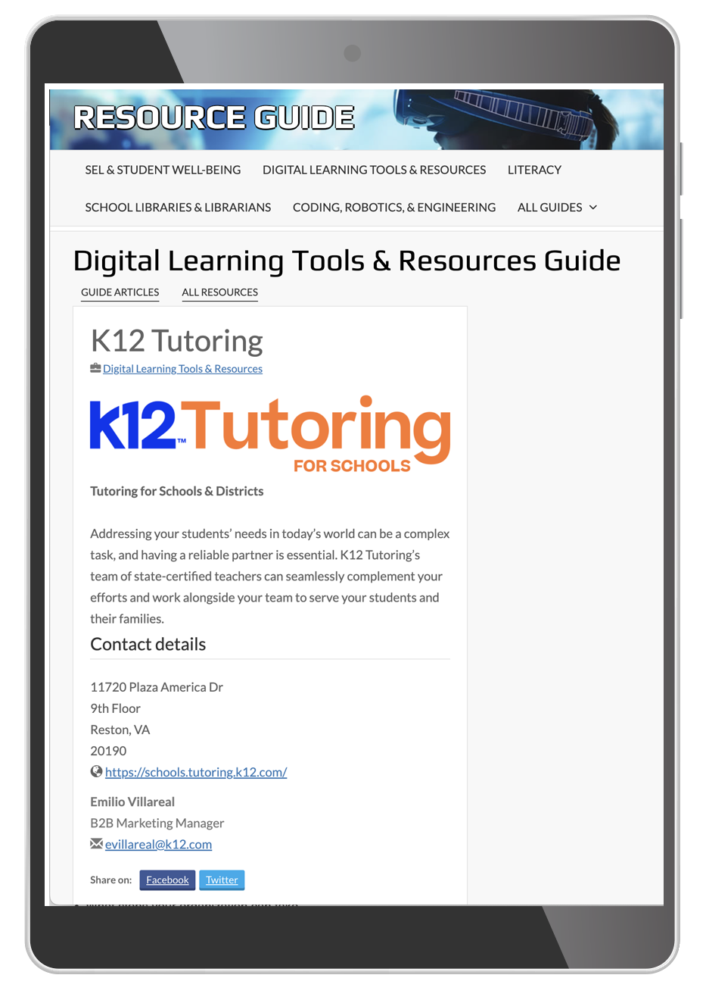 RESOURCE GUIDE
SEL & STUDENT WELL-BEING DIGITAL LEARNING TOOLS & RESOURCES LITERACY
SCHOOL LIBRARIES & LIBRARIANS CODING, ROBOTICS, & ENGINEERING ALL GUIDES
Digital Learning Tools & Resources Guide
GUIDE ARTICLES ALL RESOURCES
K12 Tutoring
Digital Learning Tools & Resources
K12™ Tutoring
FOR SCHOOLS
Tutoring for Schools & Districts
Addressing your students’ needs in today’s world can be a complex
task, and having a reliable partner is essential. K12 Tutoring’s
team of state-certified teachers can seamlessly complement your
efforts and work alongside your team to serve your students and
their families.
Contact details
11720 Plaza America Dr
9th Floor
Reston, VA
20190
https://schools.tutoring.k12.com/
Emilio Villareal
B2B Marketing Manager
evillareal@k12.com
Share on: Facebook Twitter